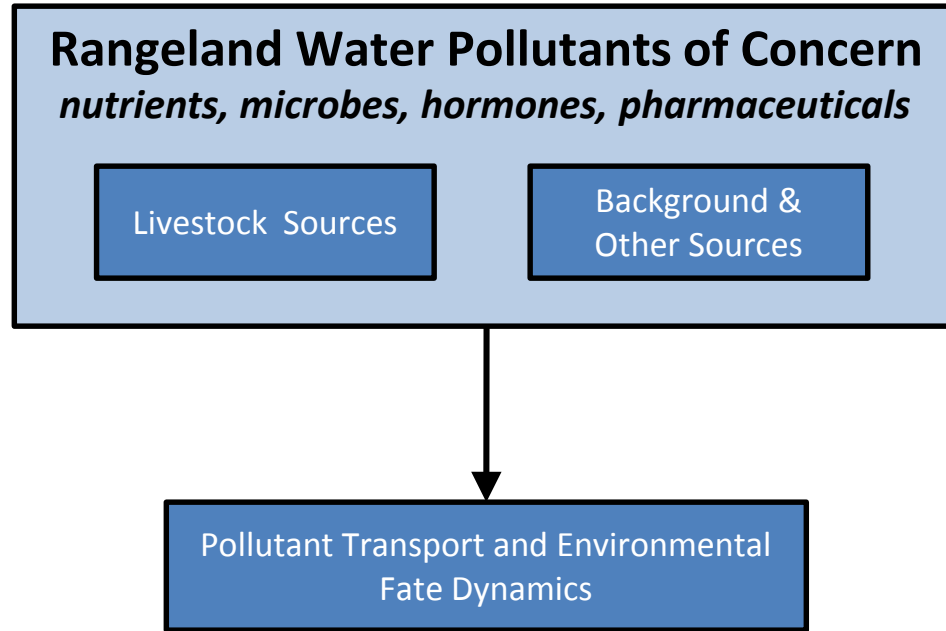 Rangeland Water Pollutants of Concern
nutrients, microbes, hormones, pharmaceuticals
Livestock  Sources
Background &
Other Sources
Pollutant Transport and Environmental
Fate Dynamics